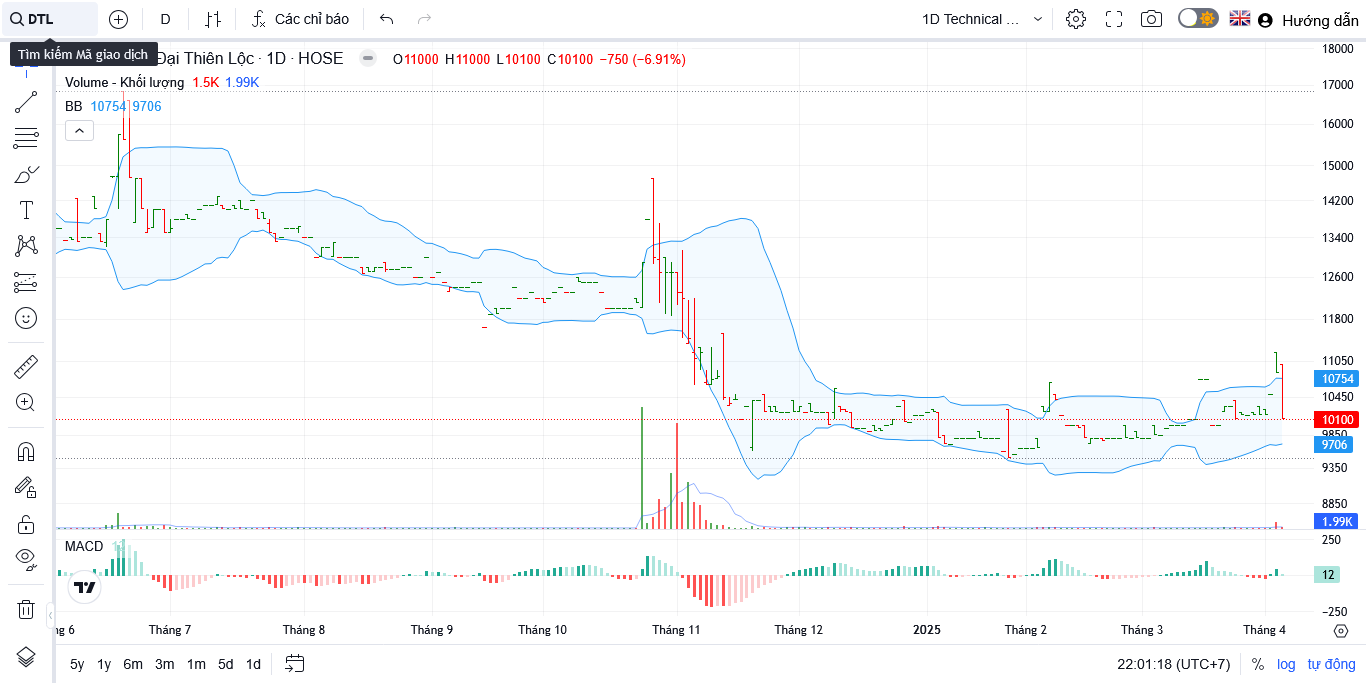 DTL D Các chỉ báo 1D Technical ... Hướng dẫn
Tìm kiếm Mã giao dịch
Đại Thiên Lộc · 1D · HOSE O11000 H11000 L10100 C10100 −750 (−6.91%)
Volume - Khối lượng 1.5K 1.99K
BB 10754 9706
18000
17000
16000
15000
14200
13400
12600
11800
11050
10754
10450
10100
9850
9706
9350
8850
1.99K
MACD 12
250
12
−250
ng 6 Tháng 7 Tháng 8 Tháng 9 Tháng 10 Tháng 11 Tháng 12 2025 Tháng 2 Tháng 3 Tháng 4
5y 1y 6m 3m 1m 5d 1d 22:01:18 (UTC+7) % log tự động